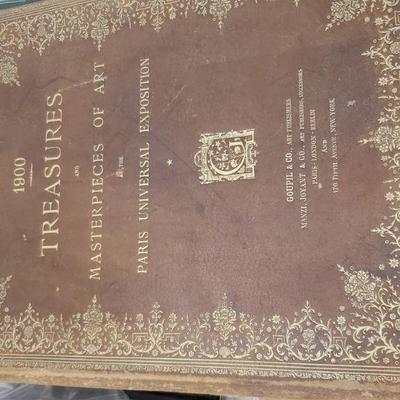 1900
TREASURES
AND
MASTERPIECES OF ART
AT THE
PARIS UNIVERSAL EXPOSITION
GOUPIL & CO., ART PUBLISHERS
MANZI, JOYANT & CO., ART PUBLISHERS, SUCCESSORS
PARIS - LONDON - BERLIN
AND
170 FIFTH AVENUE, NEW-YORK